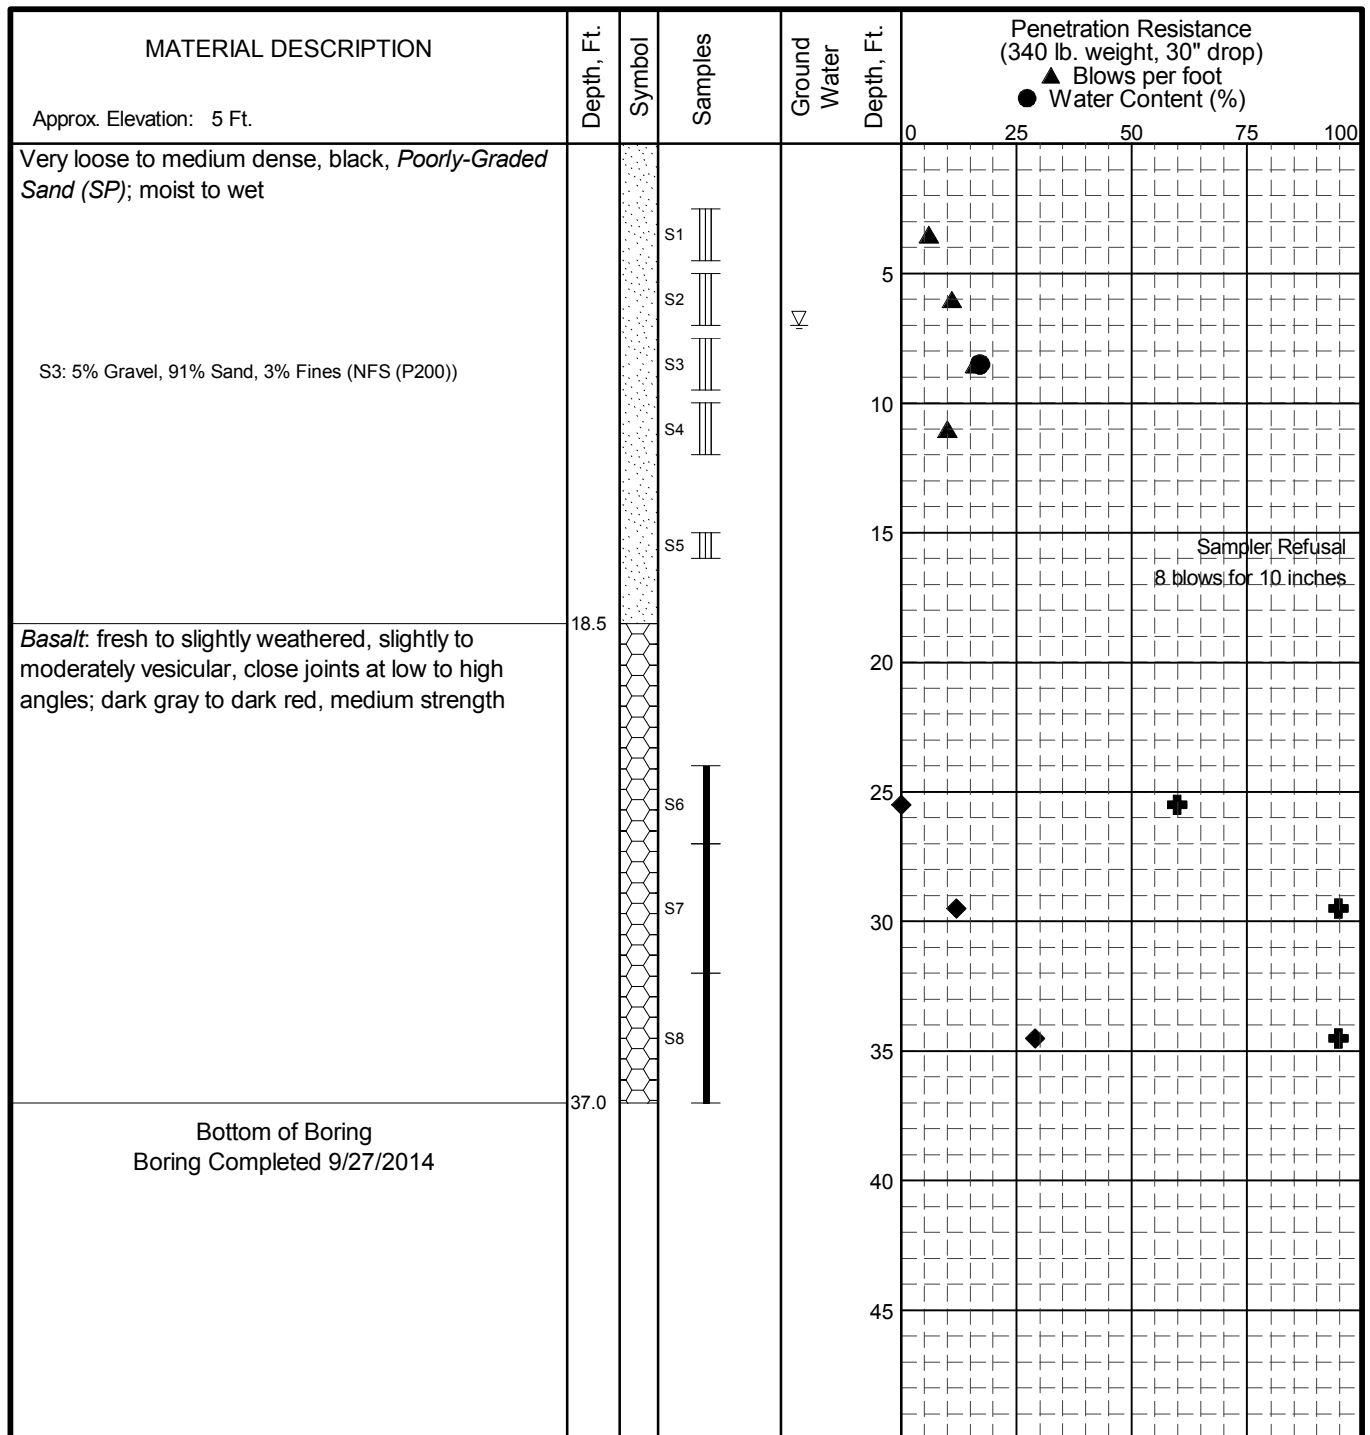 MATERIAL DESCRIPTION
Approx. Elevation: 5 Ft.
Depth, Ft.
Symbol
Samples
Ground
Water
Depth, Ft.
Penetration Resistance
(340 lb. weight, 30" drop)
▲ Blows per foot
● Water Content (%)
0 25 50 75 100
Very loose to medium dense, black, Poorly-Graded
Sand (SP); moist to wet
S1
5
S2
S3: 5% Gravel, 91% Sand, 3% Fines (NFS (P200))
S3
10
S4
15
S5
Sampler Refusal
8 blows for 10 inches
18.5
Basalt: fresh to slightly weathered, slightly to
moderately vesicular, close joints at low to high
angles; dark gray to dark red, medium strength
20
25
S6
S7
30
S8
35
37.0
Bottom of Boring
Boring Completed 9/27/2014
40
45